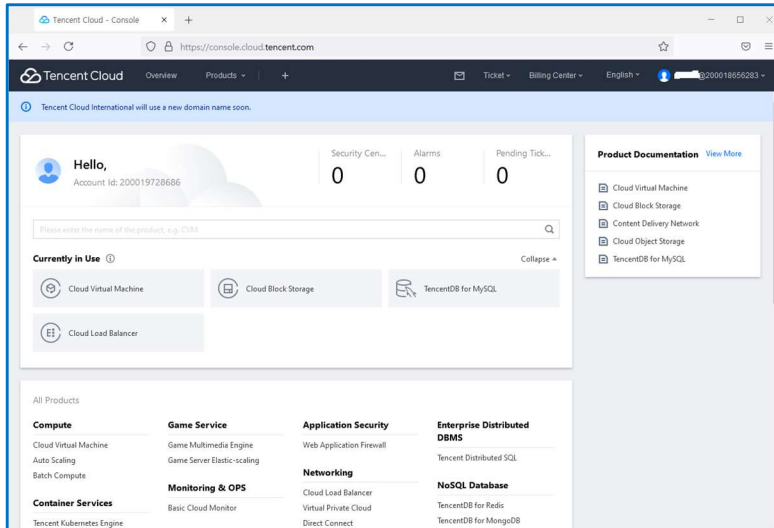 Tencent Cloud - Console
https://console.cloud.tencent.com
Tencent Cloud Overview Products Ticket Billing Center English @200018656283
Tencent Cloud International will use a new domain name soon.
Hello,
Account Id: 200019728686
Security Cen...
0
Alarms
0
Pending Tick...
0
Please enter the name of the product, e.g. CVM
Currently in Use
Collapse
Cloud Virtual Machine
Cloud Block Storage
TencentDB for MySQL
Cloud Load Balancer
Product Documentation View More
Cloud Virtual Machine
Cloud Block Storage
Content Delivery Network
Cloud Object Storage
TencentDB for MySQL
All Products
Compute
Cloud Virtual Machine
Auto Scaling
Batch Compute
Container Services
Tencent Kubernetes Engine
Game Service
Game Multimedia Engine
Game Server Elastic-scaling
Monitoring & OPS
Basic Cloud Monitor
Application Security
Web Application Firewall
Networking
Cloud Load Balancer
Virtual Private Cloud
Direct Connect
Enterprise Distributed
DBMS
Tencent Distributed SQL
NoSQL Database
TencentDB for Redis
TencentDB for MongoDB